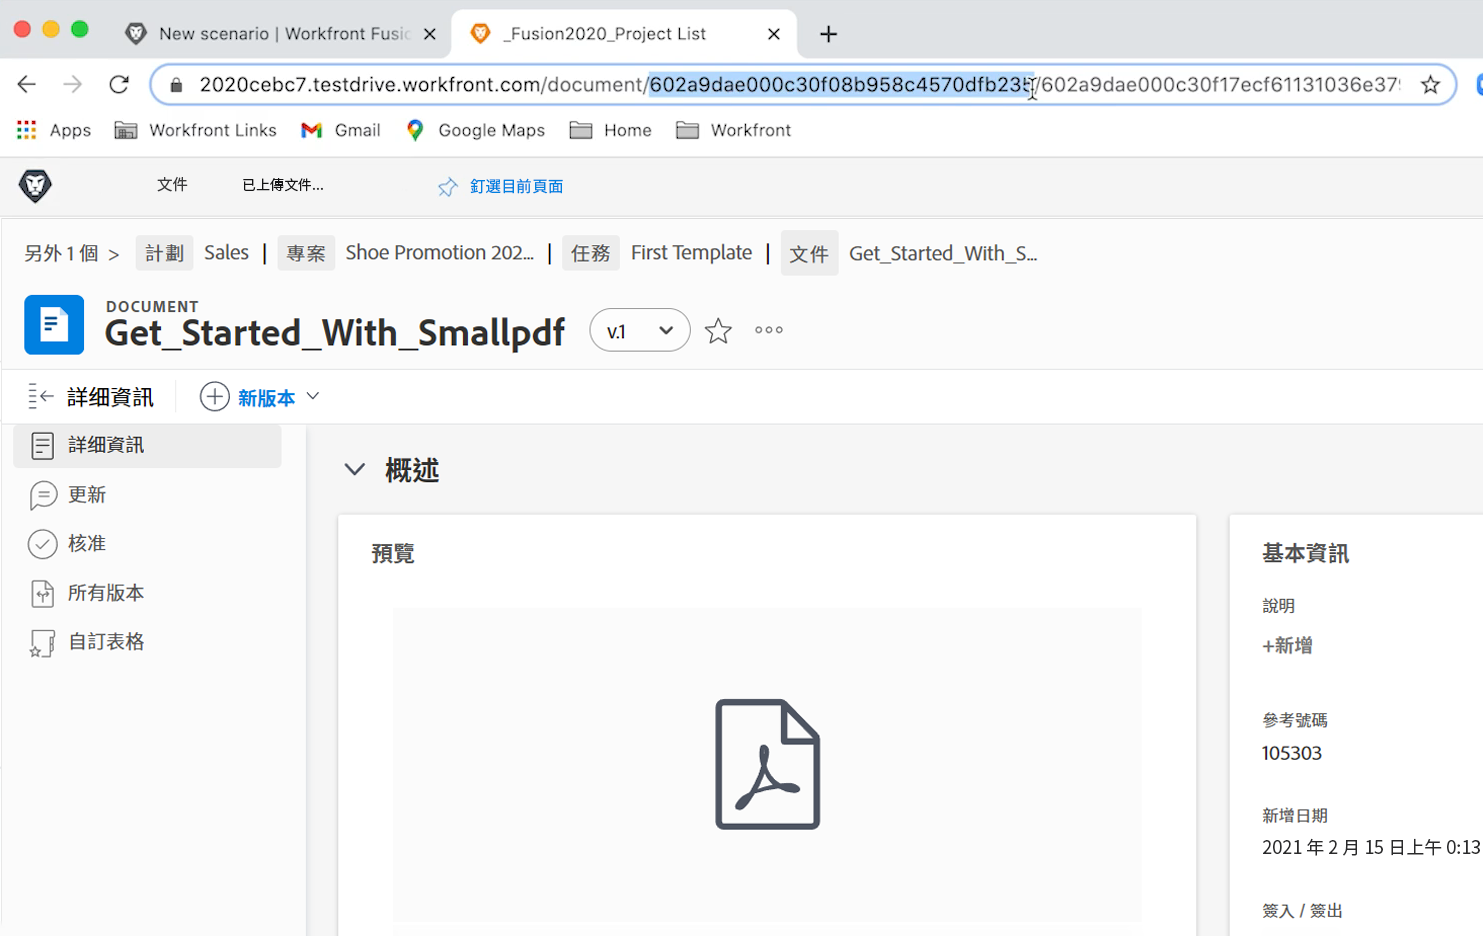 New scenario | Workfront Fusic
_Fusion2020_Project List
2020cebc7.testdrive.workfront.com/document/602a9dae000c30f08b958c4570dfb235/602a9dae000c30f17ecf61131036e379
Apps
Workfront Links
Gmail
Google Maps
Home
Workfront
文件
已上傳文件...
釘選目前頁面
另外 1 個 >
計劃 Sales | 專案 Shoe Promotion 202... | 任務 First Template | 文件 Get_Started_With_S...
DOCUMENT
Get_Started_With_Smallpdf
v.1
詳細資訊
新版本
詳細資訊
更新
核准
所有版本
自訂表格
概述
預覽
基本資訊
說明
+新增
參考號碼
105303
新增日期
2021 年 2 月 15 日上午 0:13
簽入 / 簽出